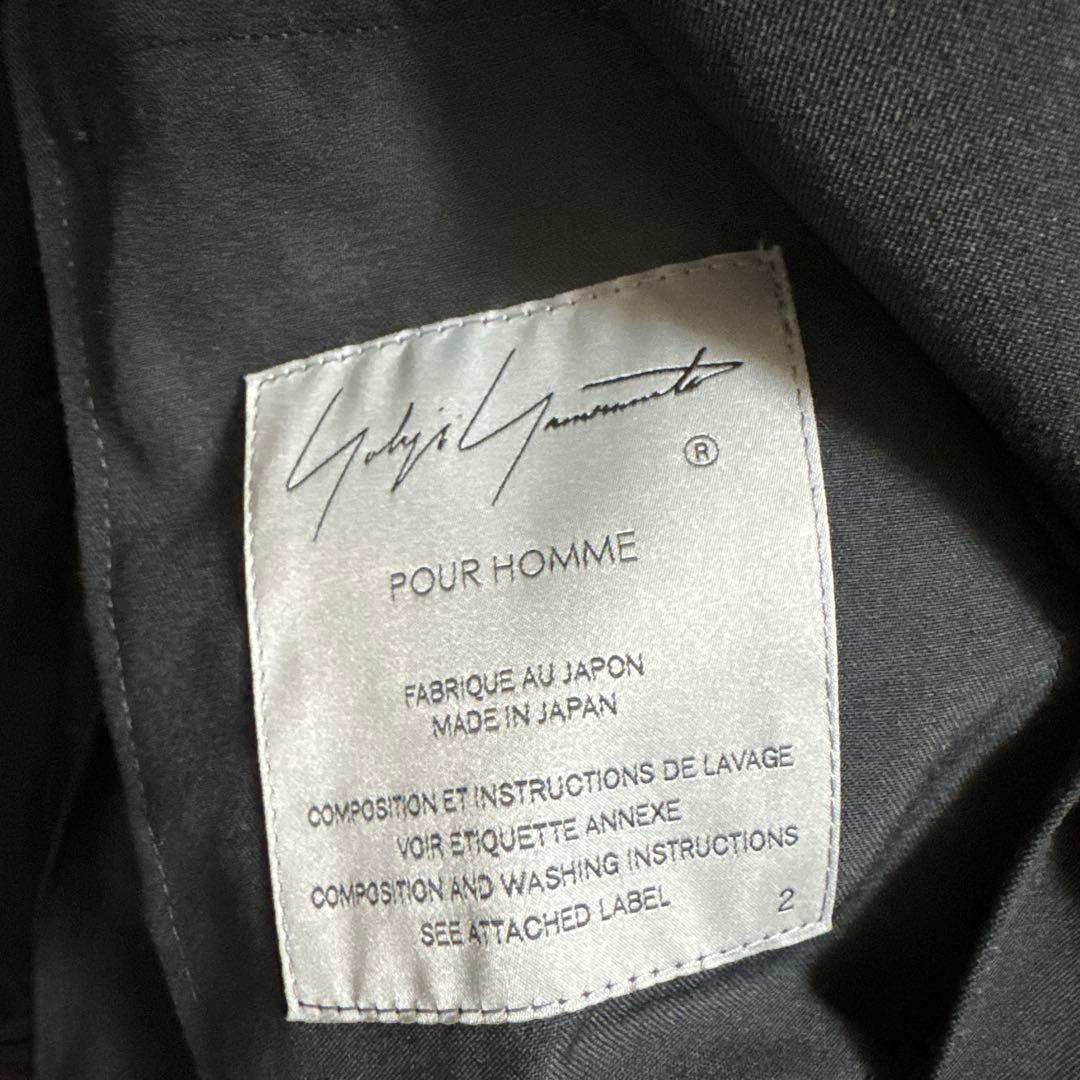 Yohji Yamamoto
®
POUR HOMME
FABRIQUE AU JAPON
MADE IN JAPAN
COMPOSITION ET INSTRUCTIONS DE LAVAGE
VOIR ETIQUETTE ANNEXE
COMPOSITION AND WASHING INSTRUCTIONS
SEE ATTACHED LABEL
2